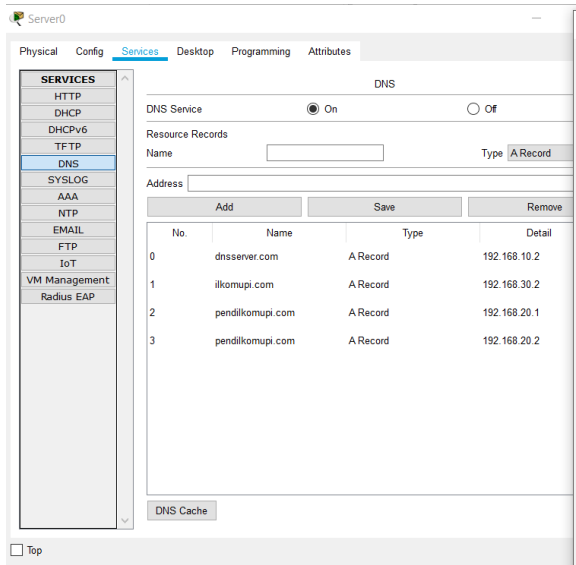 Server0
Physical Config Services Desktop Programming Attributes
SERVICES
HTTP
DHCP
DHCPv6
TFTP
DNS
SYSLOG
AAA
NTP
EMAIL
FTP
IoT
VM Management
Radius EAP
DNS
DNS Service On Off
Resource Records
Name Type A Record
Address
Add Save Remove
No. Name Type Detail
0 dnsserver.com A Record 192.168.10.2
1 ilkomupi.com A Record 192.168.30.2
2 pendilkomupi.com A Record 192.168.20.1
3 pendilkomupi.com A Record 192.168.20.2
DNS Cache
Top